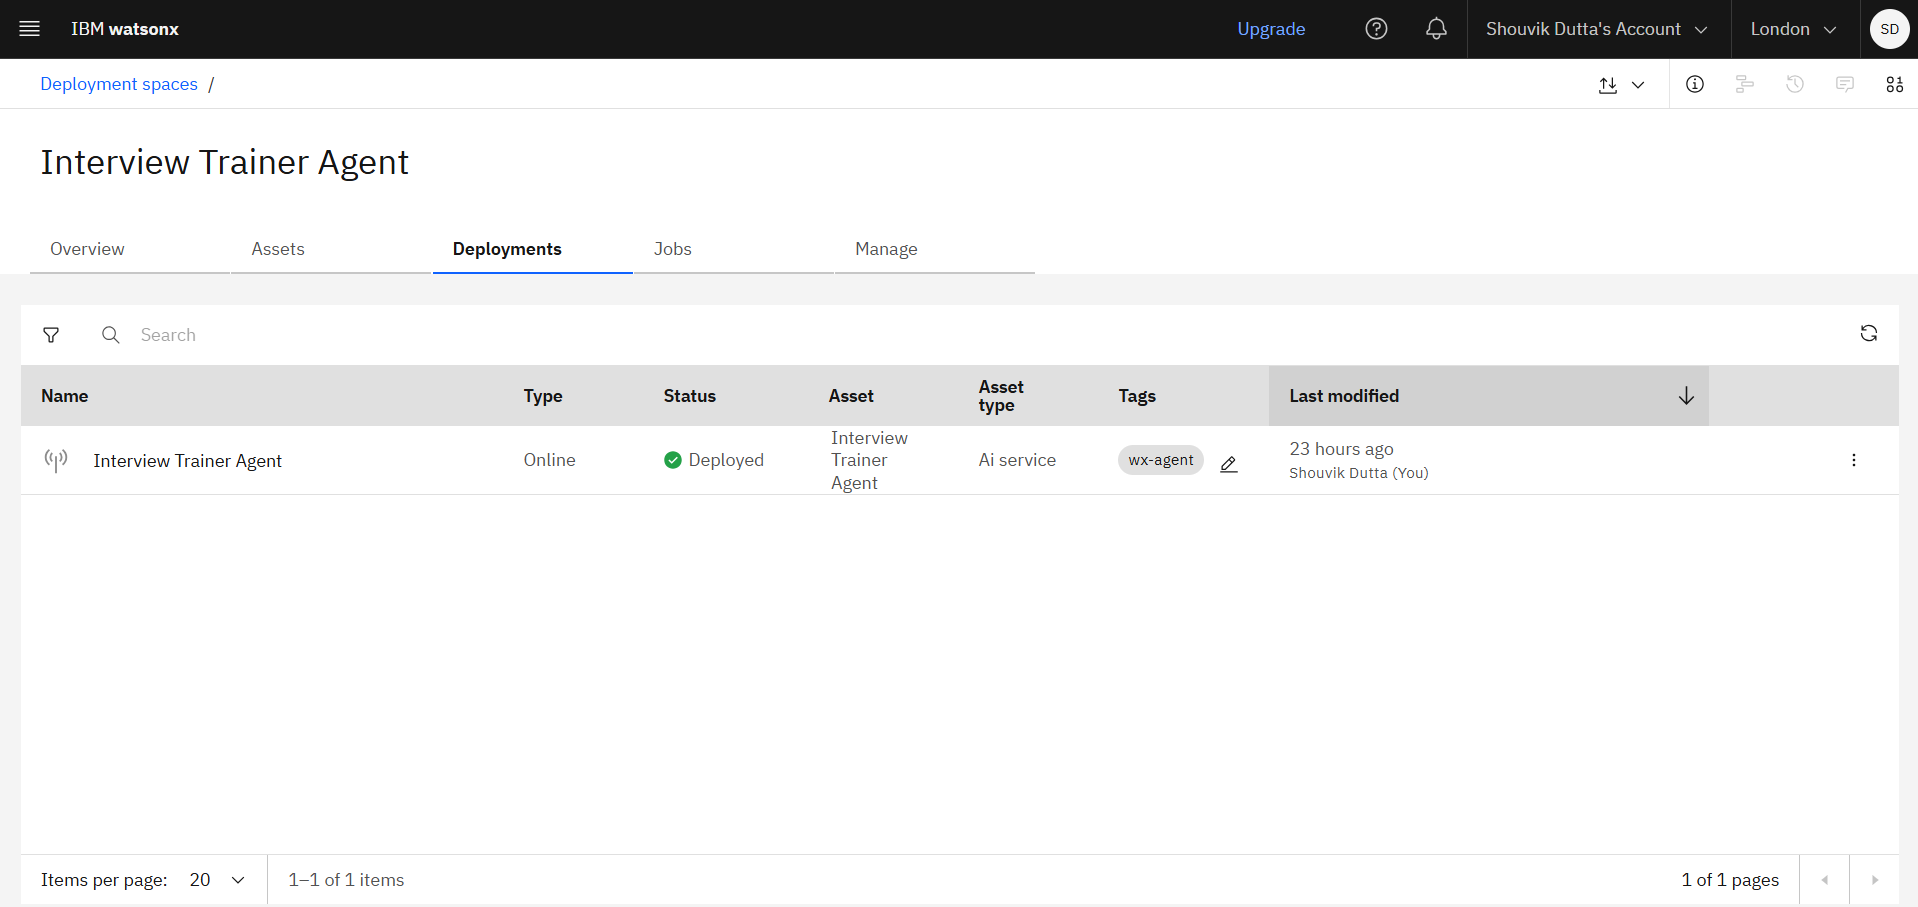 IBM watsonx
Upgrade
Shouvik Dutta's Account
London
SD
Deployment spaces /
Interview Trainer Agent
Overview
Assets
Deployments
Jobs
Manage
Search
Name
Type
Status
Asset
Asset
type
Tags
Last modified
Interview Trainer Agent
Online
Deployed
Interview
Trainer
Agent
Ai service
wx-agent
23 hours ago
Shouvik Dutta (You)
Items per page: 20
1–1 of 1 items
1 of 1 pages